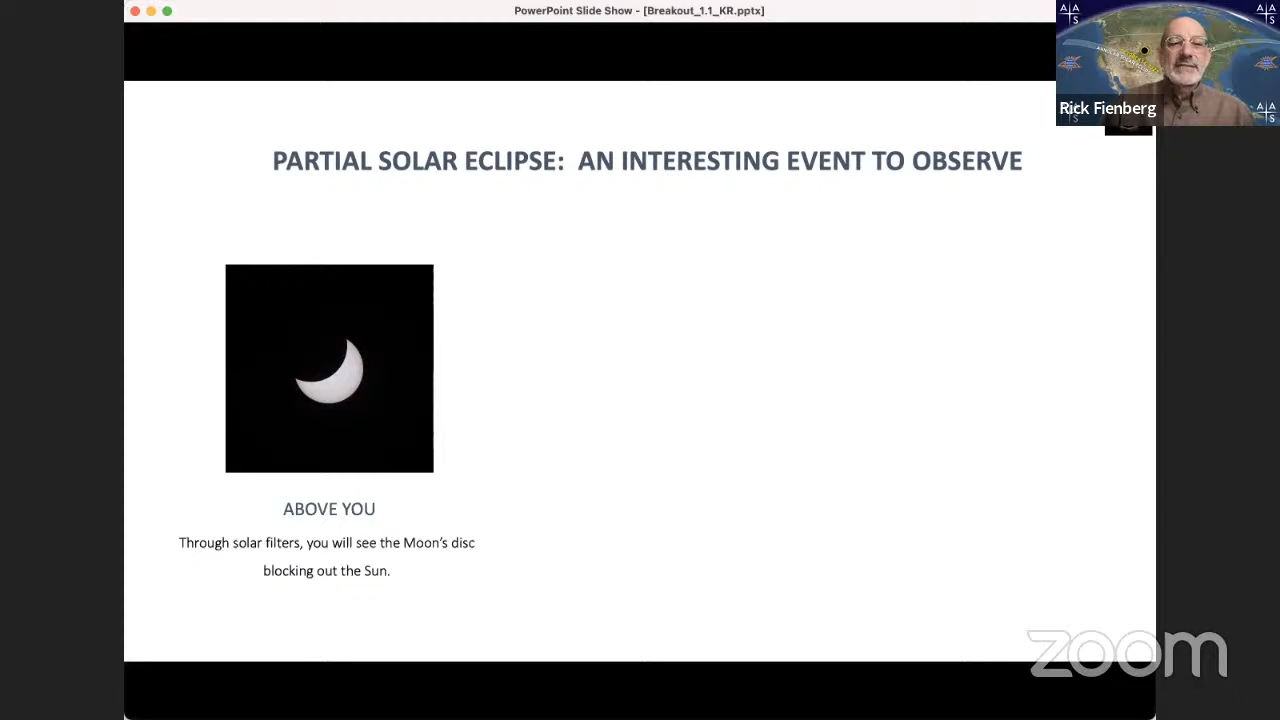 PowerPoint Slide Show - [Breakout_1.1_KR.pptx]
A A
S
A A
S
Rick Fienberg
A A
S
PARTIAL SOLAR ECLIPSE:  AN INTERESTING EVENT TO OBSERVE
ABOVE YOU
Through solar filters, you will see the Moon’s disc
blocking out the Sun.
zoom